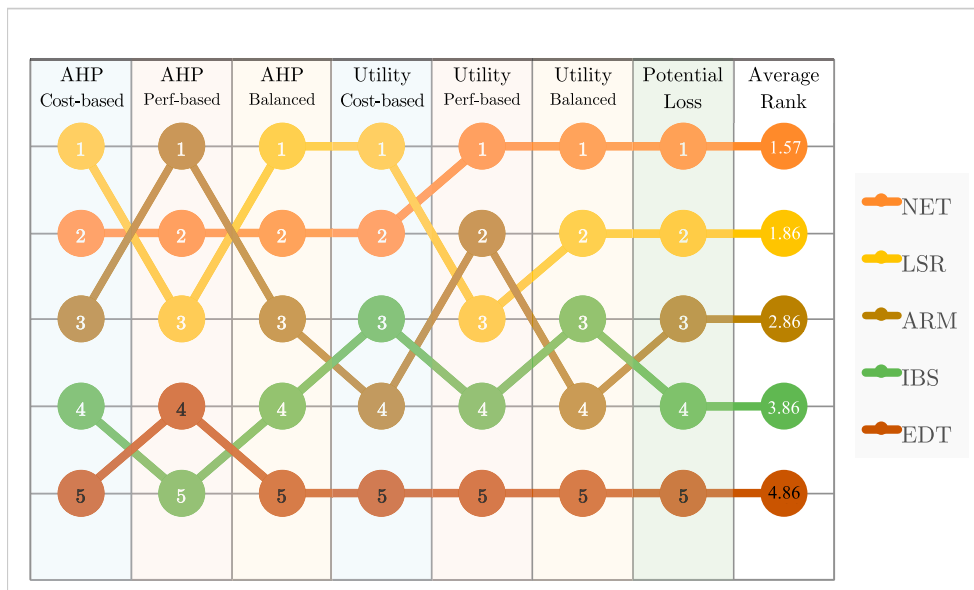 AHP AHP AHP Utility Utility Utility Potential Average
Cost-based Perf-based Balanced Cost-based Perf-based Balanced Loss Rank
1 1 1 1 1 1 1 1.57
2 2 2 2 2 2 2 1.86
3 3 3 3 3 3 3 2.86
4 4 4 4 4 4 4 3.86
5 5 5 5 5 5 5 4.86
NET
LSR
ARM
IBS
EDT